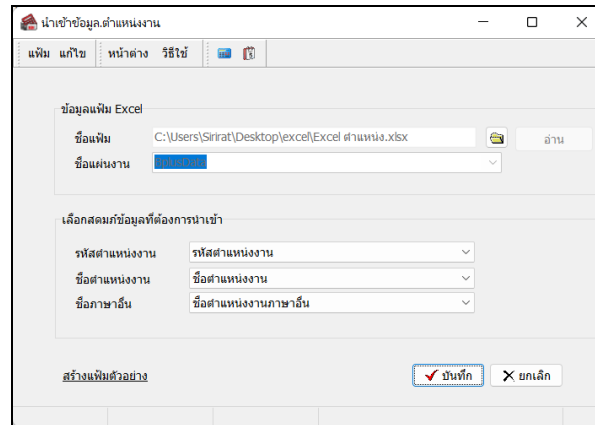 นำเข้าข้อมูล.ตำแหน่งงาน
แฟ้ม แก้ไข หน้าต่าง วิธีใช้
ข้อมูลแฟ้ม Excel
ชื่อแฟ้ม C:\Users\Sirirat\Desktop\excel\Excel ตำแหน่ง.xlsx อ่าน
ชื่อแผ่นงาน BplusData
เลือกสดมภ์ข้อมูลที่ต้องการนำเข้า
รหัสตำแหน่งงาน รหัสตำแหน่งงาน
ชื่อตำแหน่งงาน ชื่อตำแหน่งงาน
ชื่อภาษาอื่น ชื่อตำแหน่งงานภาษาอื่น
สร้างแฟ้มตัวอย่าง บันทึก ยกเลิก